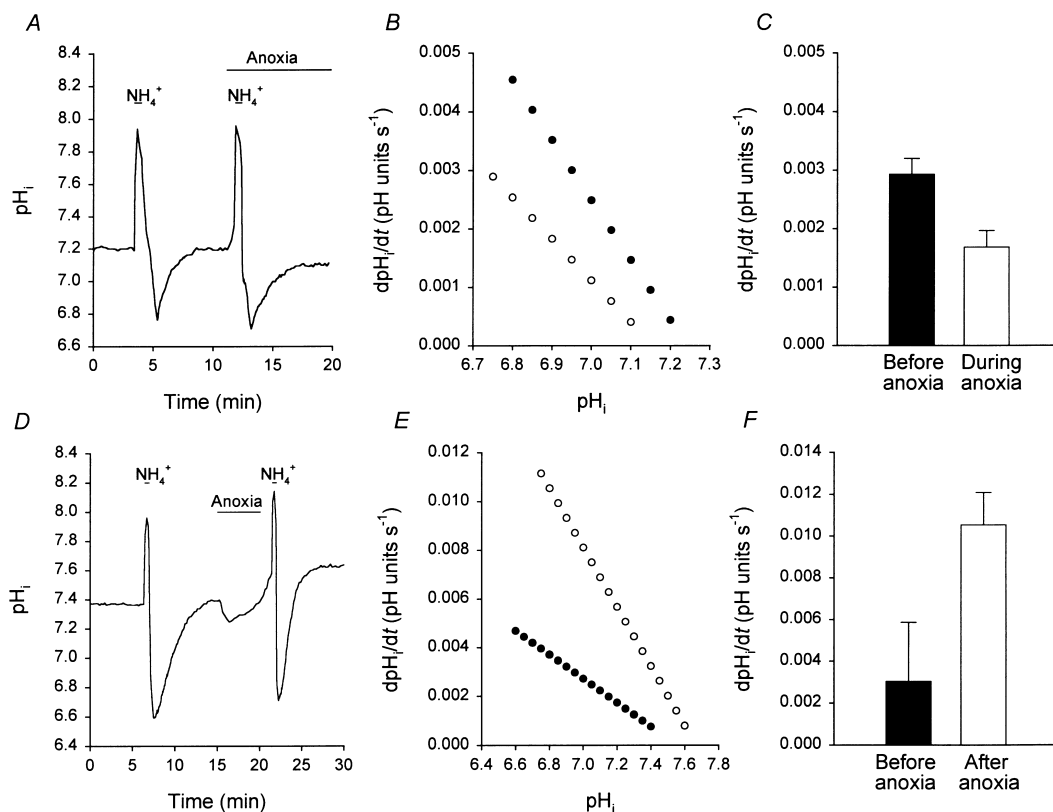 A
8.4
8.2
8.0
7.8
7.6
7.4
7.2
7.0
6.8
6.6
pHi
Anoxia
NH4+
NH4+
0
5
10
15
20
Time (min)
B
0.005
0.004
0.003
0.002
0.001
0.000
dpHi/dt (pH units s-1)
6.7
6.8
6.9
7.0
7.1
7.2
7.3
pHi
C
0.005
0.004
0.003
0.002
0.001
0.000
dpHi/dt (pH units s-1)
Before
anoxia
During
anoxia
D
8.4
8.2
8.0
7.8
7.6
7.4
7.2
7.0
6.8
6.6
6.4
pHi
NH4+
Anoxia
NH4+
0
5
10
15
20
25
30
Time (min)
E
0.012
0.010
0.008
0.006
0.004
0.002
0.000
dpHi/dt (pH units s-1)
6.4
6.6
6.8
7.0
7.2
7.4
7.6
7.8
pHi
F
0.014
0.012
0.010
0.008
0.006
0.004
0.002
0.000
dpHi/dt (pH units s-1)
Before
anoxia
After
anoxia